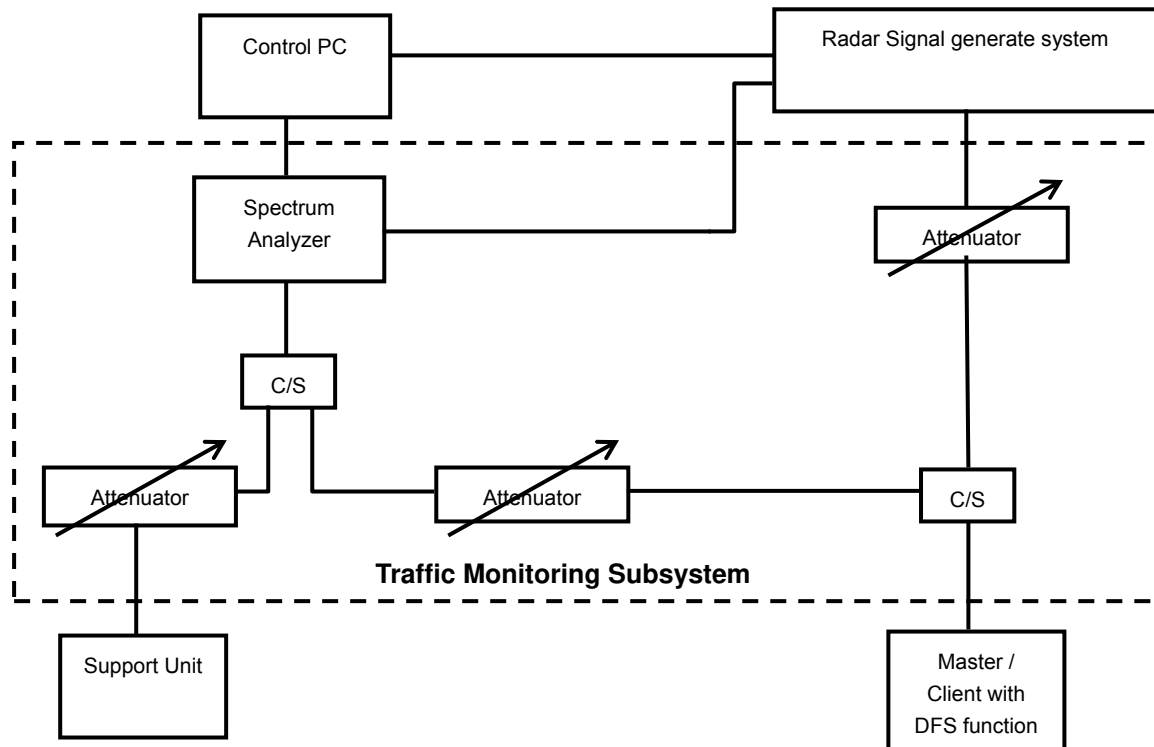 Control PC
Radar Signal generate system
Spectrum
Analyzer
Attenuator
C/S
Attenuator
Attenuator
C/S
Traffic Monitoring Subsystem
Support Unit
Master /
Client with
DFS function